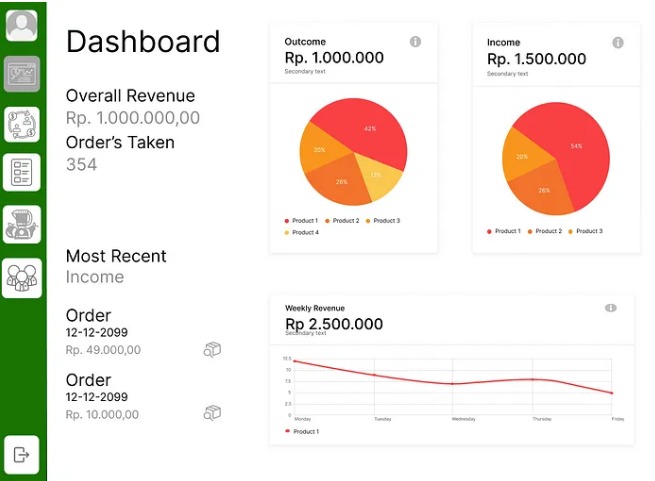 Dashboard
Overall Revenue
Rp. 1.000.000,00
Order's Taken
354
Most Recent
Income
Order
12-12-2099
Rp. 49.000,00
Order
12-12-2099
Rp. 10.000,00
Outcome
Rp. 1.000.000
Secondary text
42%
20%
13%
26%
Product 1 Product 2 Product 3
Product 4
Income
Rp. 1.500.000
Secondary text
54%
20%
26%
Product 1 Product 2 Product 3
Weekly Revenue
Rp 2.500.000
Secondary text
12.5
10
7.5
5
2.5
0
Monday Tuesday Wednesday Thursday Friday
Product 1